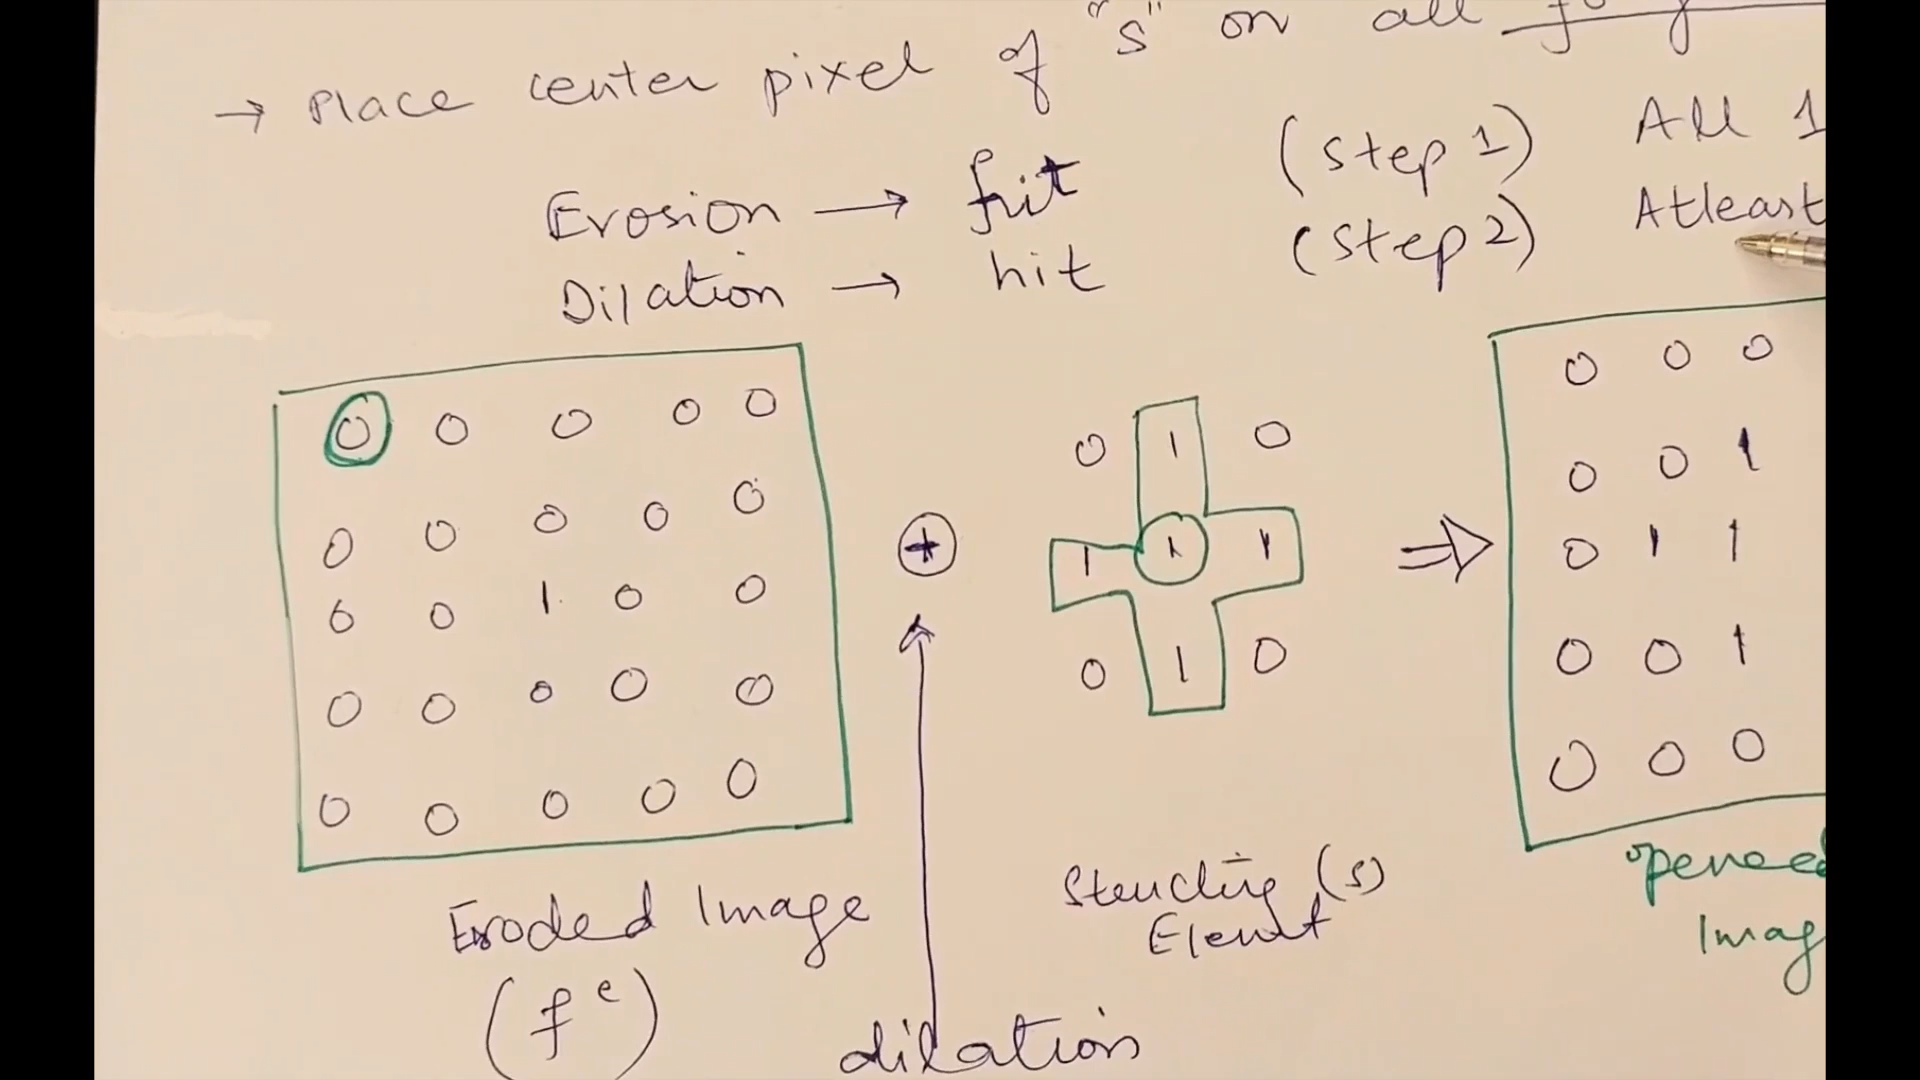 → Place center pixel of "s" on all
Erosion → fit (Step 1) All 1
Dilation → hit (Step 2) Atleast
0 0 0 0 0
0 0 0 0 0
0 0 1 0 0
0 0 0 0 0
0 0 0 0 0
+
0 1 0
1 1 1
0 1 0
⇒
0 0 0
0 0 1
0 1 1
0 0 1
0 0 0
Eroded Image
(f^e)
dilation
Structing (s)
Elemt
opened
Imag